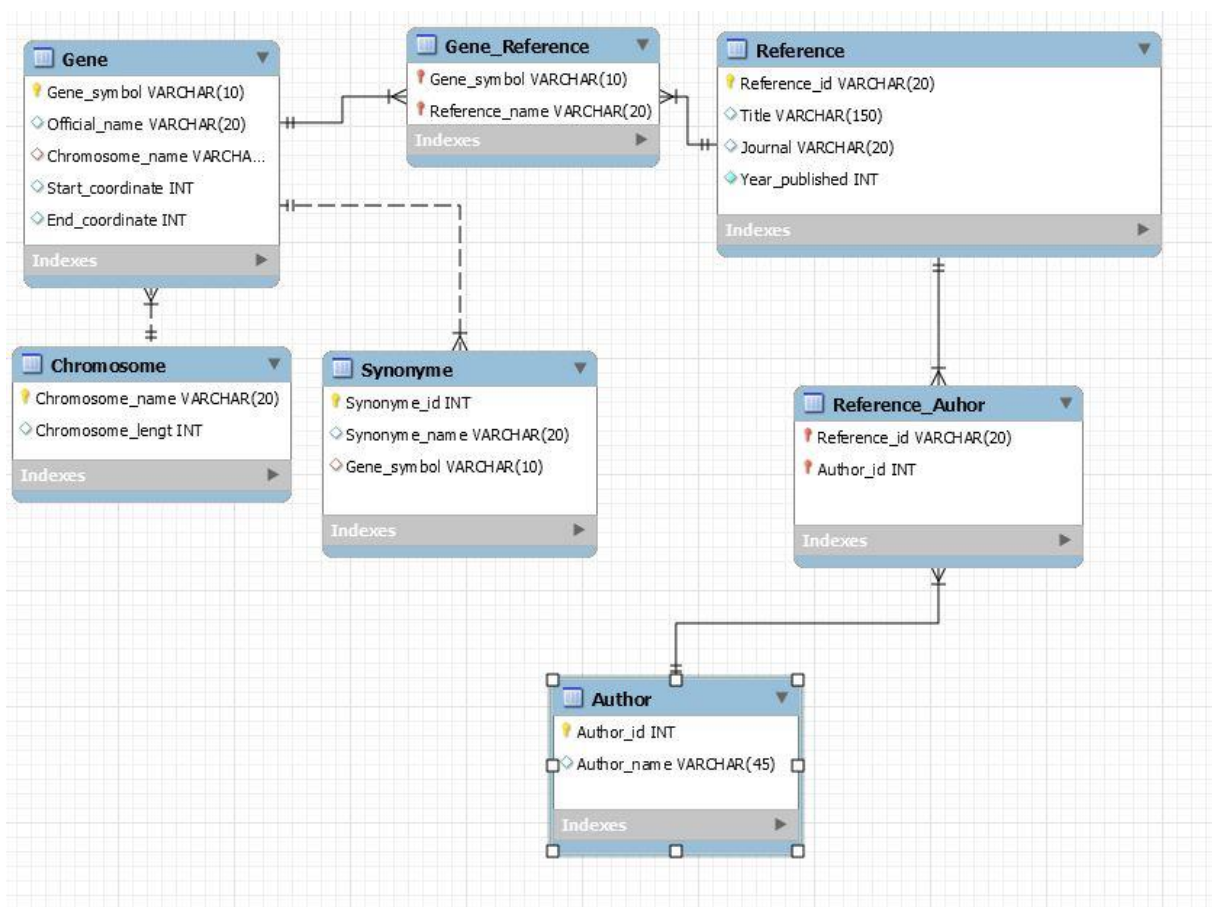 Gene
Gene_symbol VARCHAR(10)
Official_name VARCHAR(20)
Chromosome_name VARCHA...
Start_coordinate INT
End_coordinate INT
Indexes
Gene_Reference
Gene_symbol VARCHAR(10)
Reference_name VARCHAR(20)
Indexes
Reference
Reference_id VARCHAR(20)
Title VARCHAR(150)
Journal VARCHAR(20)
Year_published INT
Indexes
Chromosome
Chromosome_name VARCHAR(20)
Chromosome_lengt INT
Indexes
Synonyme
Synonyme_id INT
Synonyme_name VARCHAR(20)
Gene_symbol VARCHAR(10)
Indexes
Reference_Auhor
Reference_id VARCHAR(20)
Author_id INT
Indexes
Author
Author_id INT
Author_name VARCHAR(45)
Indexes